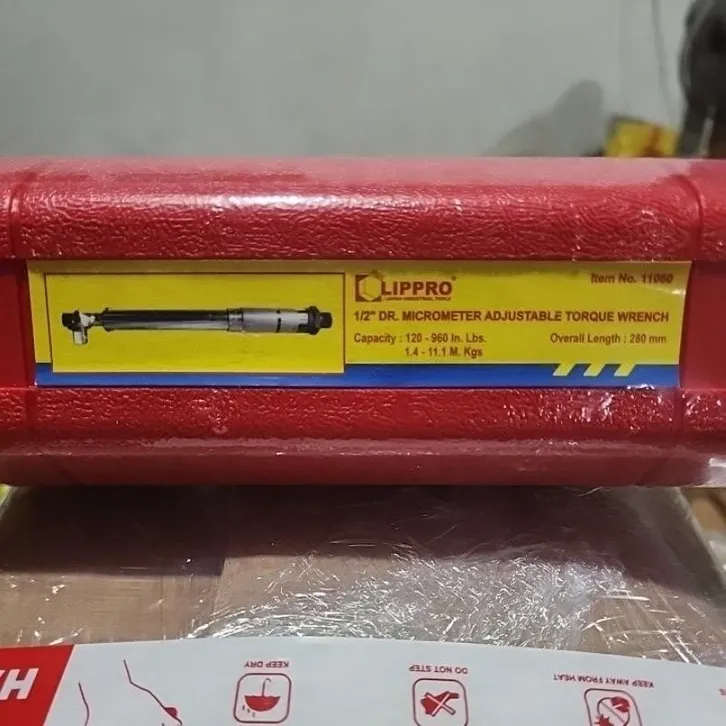 LIPPRO®
Item No. 11060
1/2" DR. MICROMETER ADJUSTABLE TORQUE WRENCH
Capacity : 120 - 960 In. Lbs.
1.4 - 11.1 M. Kgs
Overall Length : 280 mm
KEEP DRY
DO NOT STEP
KEEP AWAY FROM HEAT